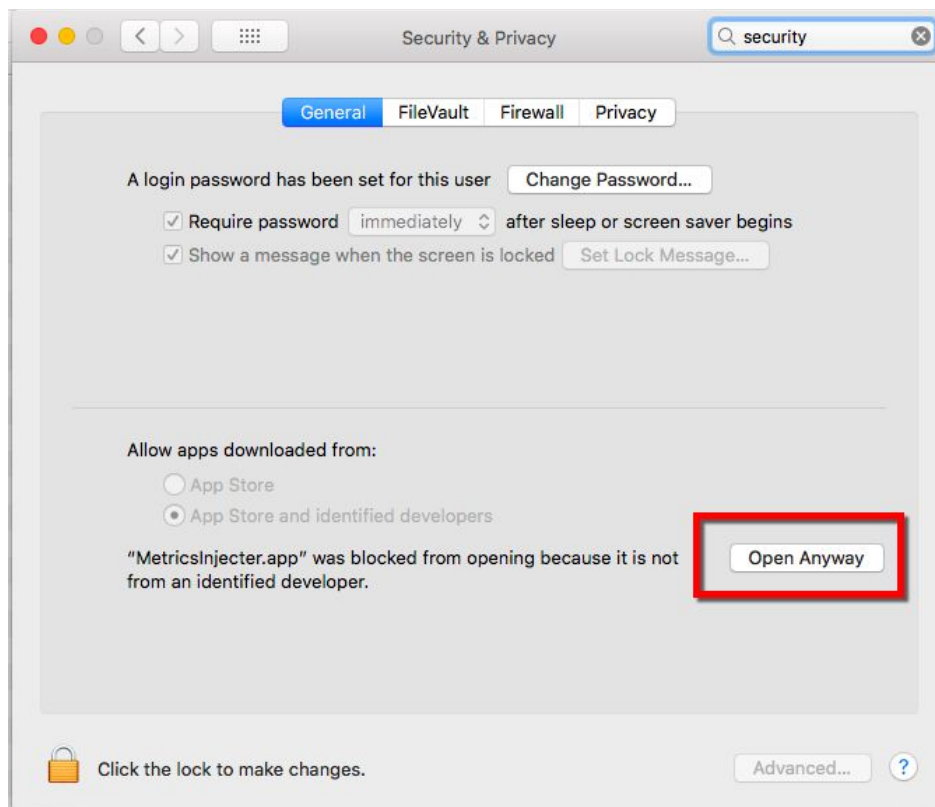 Security & Privacy
security
General FileVault Firewall Privacy
A login password has been set for this user Change Password...
Require password immediately after sleep or screen saver begins
Show a message when the screen is locked Set Lock Message...
Allow apps downloaded from:
App Store
App Store and identified developers
“MetricsInjecter.app” was blocked from opening because it is not
from an identified developer.
Open Anyway
Click the lock to make changes.
Advanced...
?